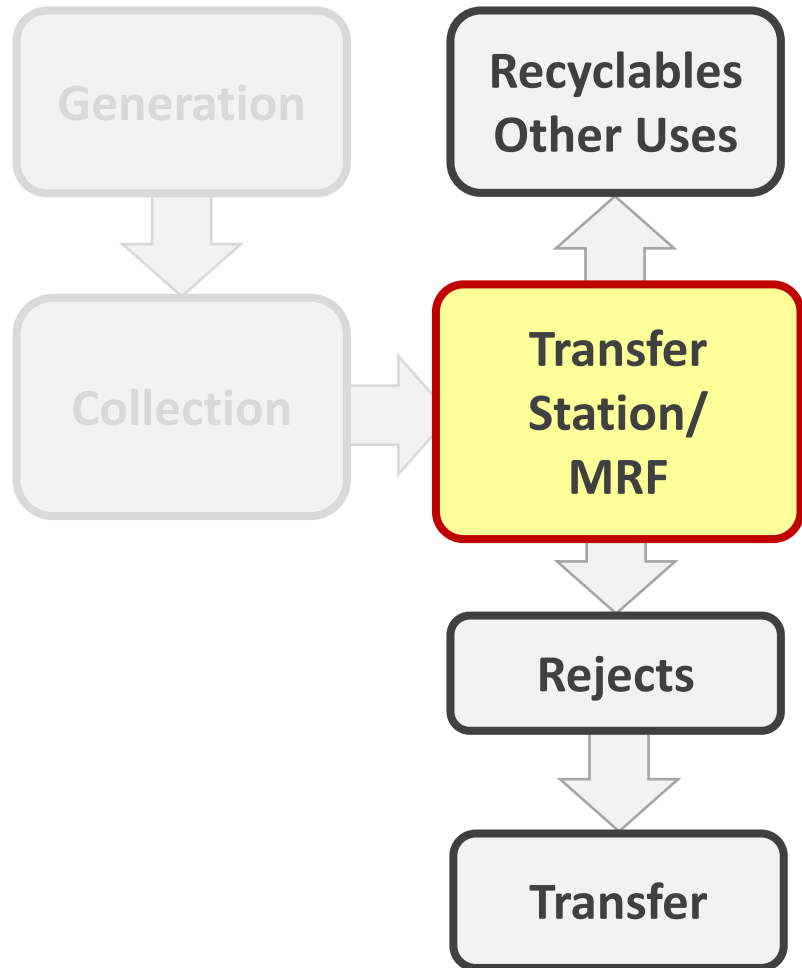 Generation
Recyclables
Other Uses
Collection
Transfer
Station/
MRF
Rejects
Transfer